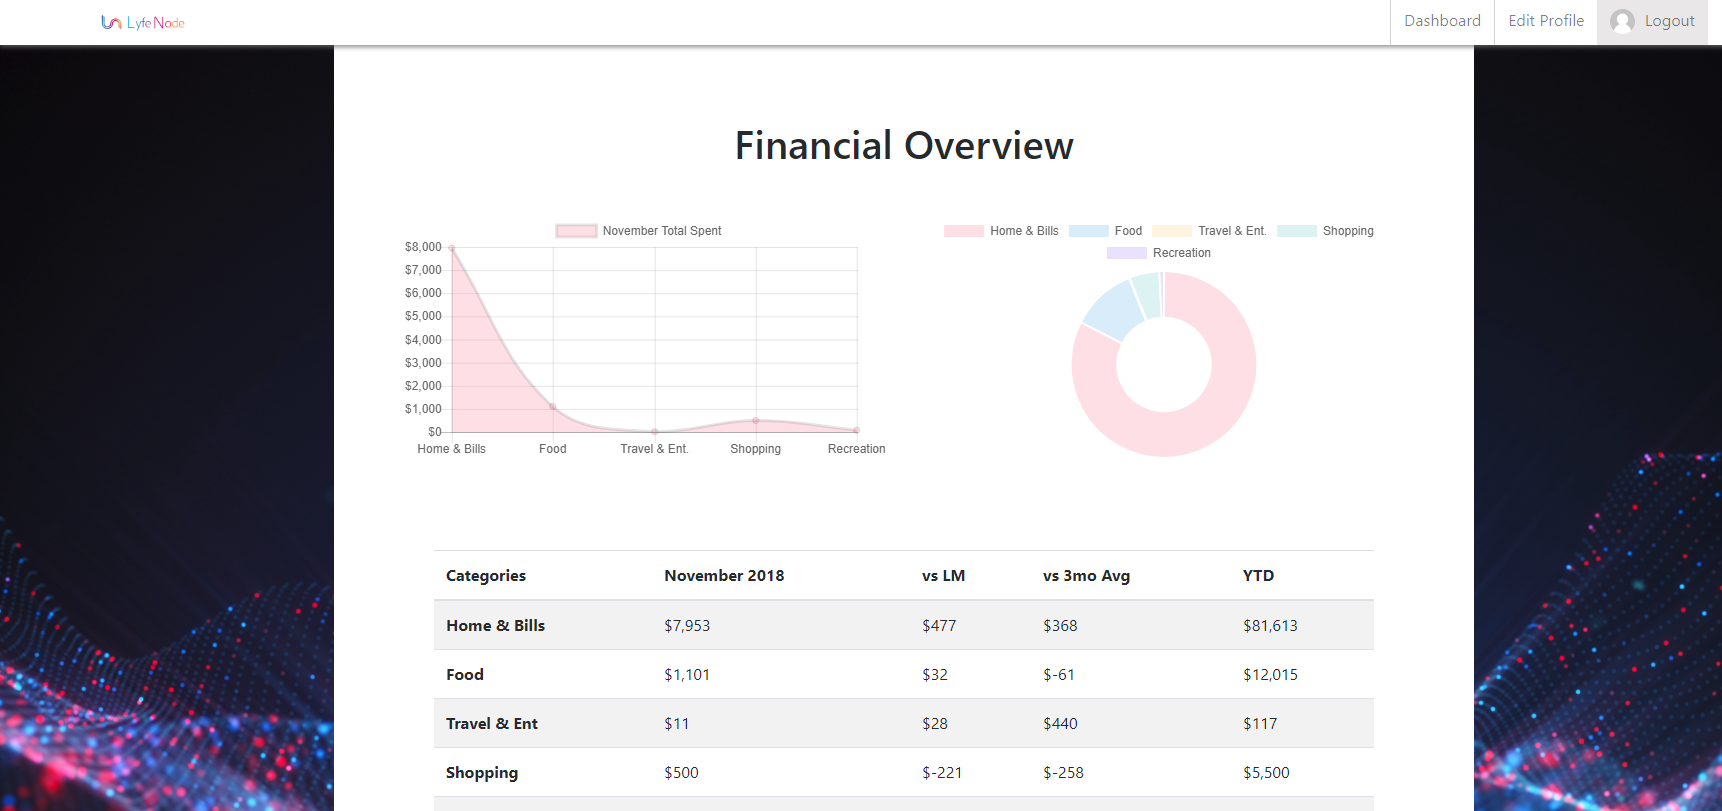 Lyfe Node
Dashboard
Edit Profile
Logout
Financial Overview
November Total Spent
$8,000
$7,000
$6,000
$5,000
$4,000
$3,000
$2,000
$1,000
$0
Home & Bills Food Travel & Ent. Shopping Recreation
Home & Bills Food Travel & Ent. Shopping
Recreation
Categories November 2018 vs LM vs 3mo Avg YTD
Home & Bills $7,953 $477 $368 $81,613
Food $1,101 $32 $-61 $12,015
Travel & Ent $11 $28 $440 $117
Shopping $500 $-221 $-258 $5,500